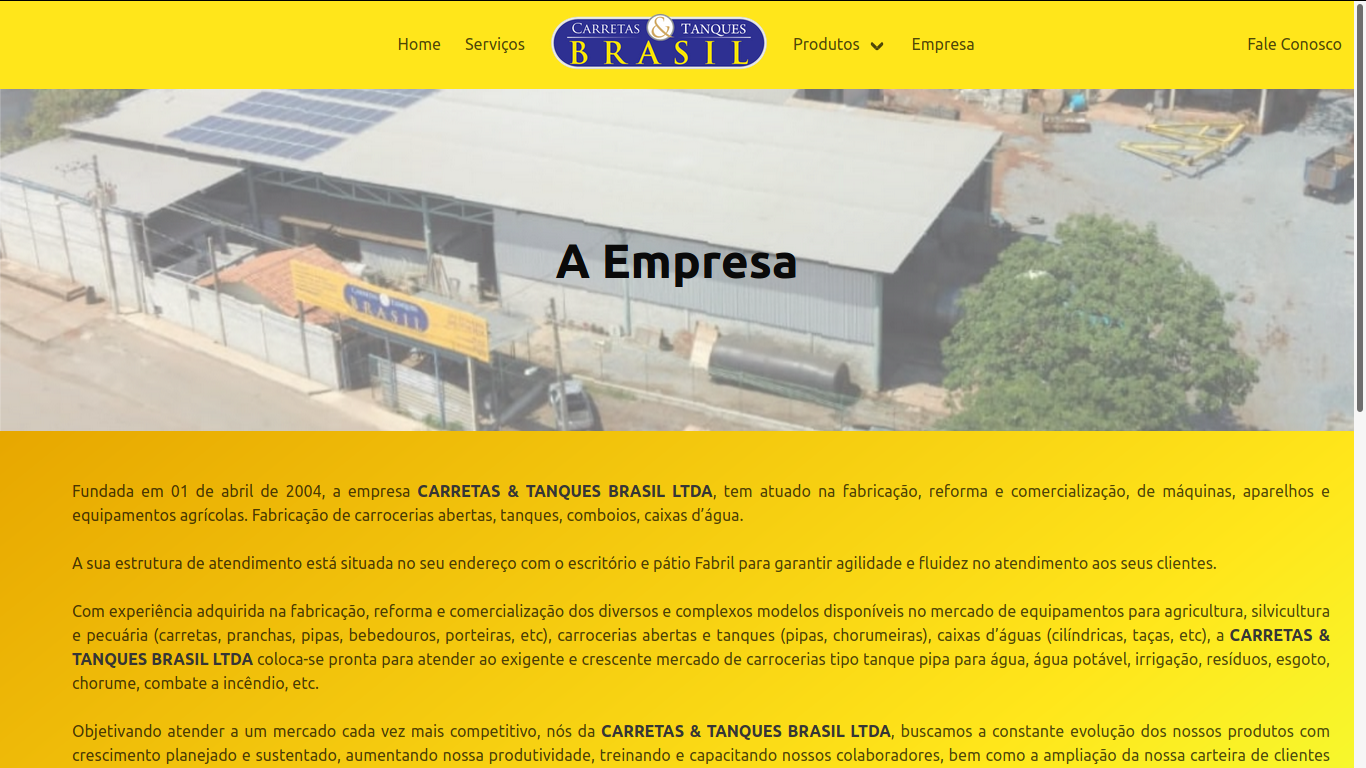 Home Serviços CARRETAS & TANQUES BRASIL Produtos Empresa Fale Conosco
A Empresa
CARRETAS & TANQUES
BRASIL
Fundada em 01 de abril de 2004, a empresa CARRETAS & TANQUES BRASIL LTDA, tem atuado na fabricação, reforma e comercialização, de máquinas, aparelhos e
equipamentos agrícolas. Fabricação de carrocerias abertas, tanques, comboios, caixas d’água.
A sua estrutura de atendimento está situada no seu endereço com o escritório e pátio Fabril para garantir agilidade e fluidez no atendimento aos seus clientes.
Com experiência adquirida na fabricação, reforma e comercialização dos diversos e complexos modelos disponíveis no mercado de equipamentos para agricultura, silvicultura
e pecuária (carretas, pranchas, pipas, bebedouros, porteiras, etc), carrocerias abertas e tanques (pipas, chorumeiras), caixas d’águas (cilíndricas, taças, etc), a CARRETAS &
TANQUES BRASIL LTDA coloca-se pronta para atender ao exigente e crescente mercado de carrocerias tipo tanque pipa para água, água potável, irrigação, resíduos, esgoto,
chorume, combate a incêndio, etc.
Objetivando atender a um mercado cada vez mais competitivo, nós da CARRETAS & TANQUES BRASIL LTDA, buscamos a constante evolução dos nossos produtos com
crescimento planejado e sustentado, aumentando nossa produtividade, treinando e capacitando nossos colaboradores, bem como a ampliação da nossa carteira de clientes